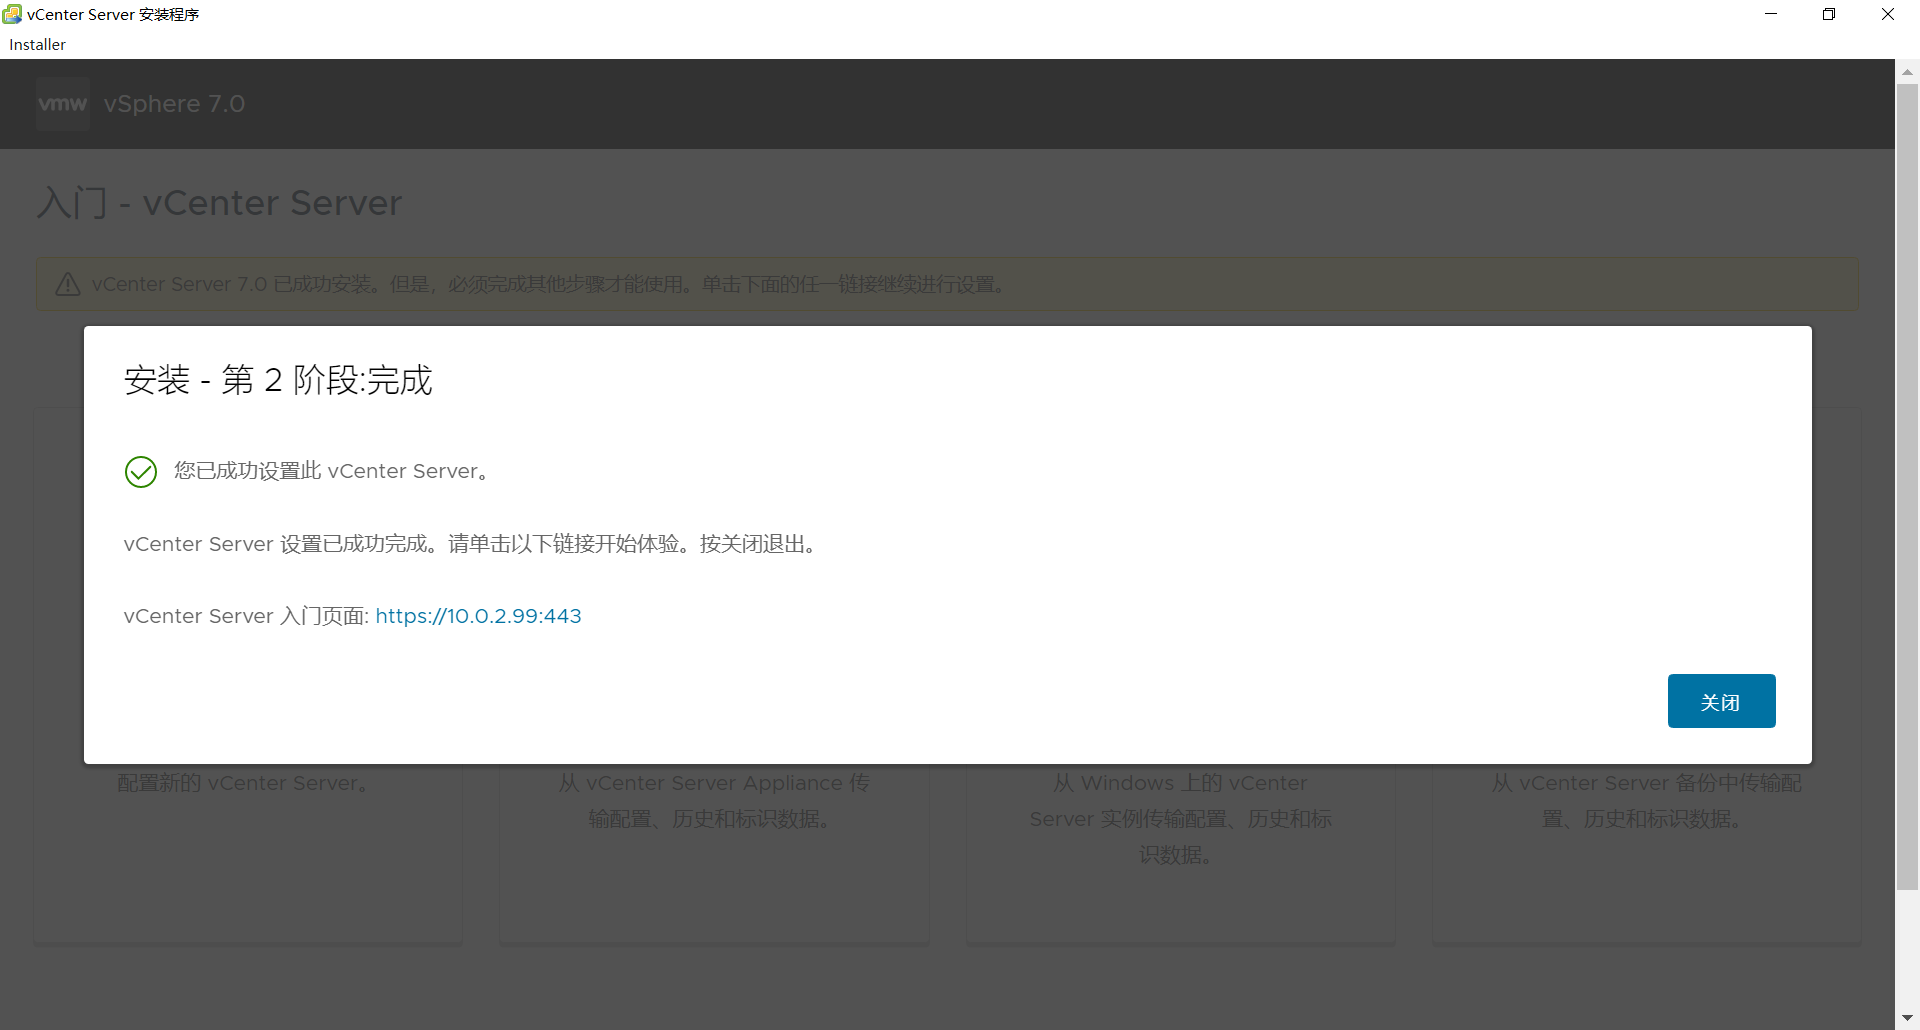 vCenter Server 安装程序
Installer
vmw vSphere 7.0
入门 - vCenter Server
vCenter Server 7.0 已成功安装。但是，必须完成其他步骤才能使用。单击下面的任一链接继续进行设置。
安装 - 第 2 阶段:完成
您已成功设置此 vCenter Server。
vCenter Server 设置已成功完成。请单击以下链接开始体验。按关闭退出。
vCenter Server 入门页面: https://10.0.2.99:443
关闭
配置新的 vCenter Server。
从 vCenter Server Appliance 传
输配置、历史和标识数据。
从 Windows 上的 vCenter
Server 实例传输配置、历史和标
识数据。
从 vCenter Server 备份中传输配
置、历史和标识数据。